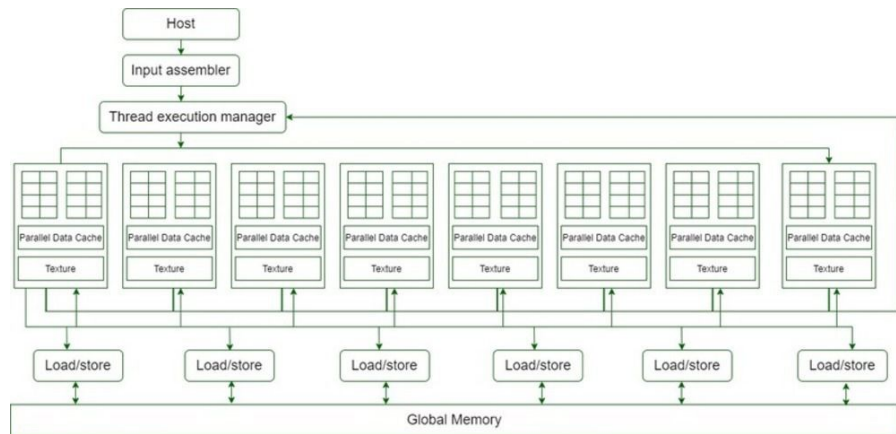 Host
Input assembler
Thread execution manager
Parallel Data Cache
Parallel Data Cache
Parallel Data Cache
Parallel Data Cache
Parallel Data Cache
Parallel Data Cache
Parallel Data Cache
Parallel Data Cache
Texture
Texture
Texture
Texture
Texture
Texture
Texture
Texture
Load/store
Load/store
Load/store
Load/store
Load/store
Load/store
Global Memory